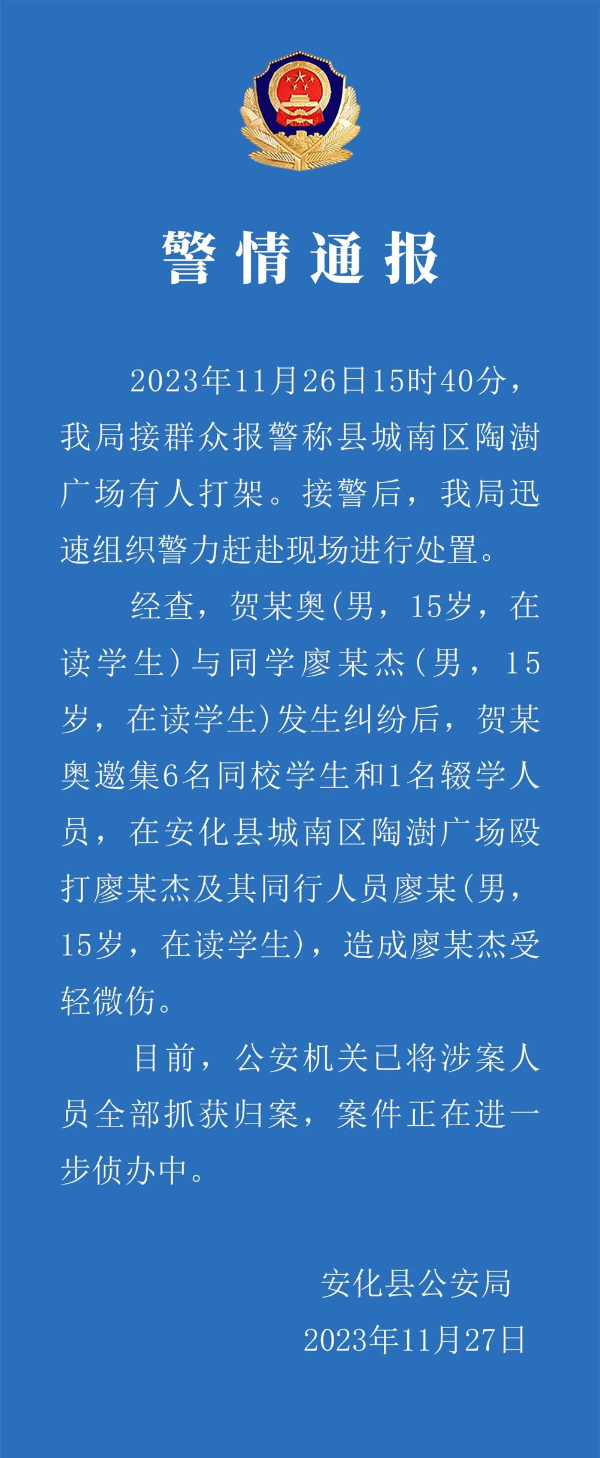 警情通报
2023年11月26日15时40分，
我局接群众报警称县城南区陶澍
广场有人打架。接警后，我局迅
速组织警力赶赴现场进行处置。
经查，贺某奥(男，15岁，在
读学生)与同学廖某杰(男，15
岁，在读学生)发生纠纷后，贺某
奥邀集6名同校学生和1名辍学人
员，在安化县城南区陶澍广场殴
打廖某杰及其同行人员廖某(男，
15岁，在读学生)，造成廖某杰受
轻微伤。
目前，公安机关已将涉案人
员全部抓获归案，案件正在进一
步侦办中。
安化县公安局
2023年11月27日